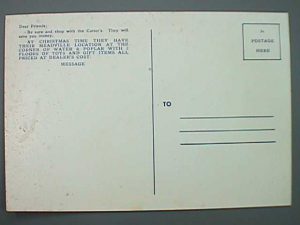 Dear Friends;
Be sure and shop with the Carter's. They will
save you money.
AT CHRISTMAS TIME THEY HAVE
THEIR MEADVILLE LOCATION AT THE
CORNER OF WATER & POPLAR WITH 2
FLOORS OF TOYS AND GIFT ITEMS ALL
PRICED AT DEALER'S COST!
MESSAGE
POSTAGE
HERE
TO